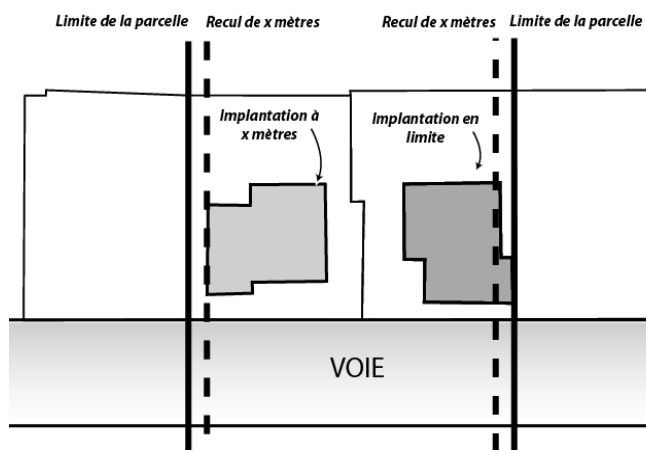 Limite de la parcelle Recul de x mètres Recul de x mètres Limite de la parcelle
Implantation à
x mètres
Implantation en
limite
VOIE